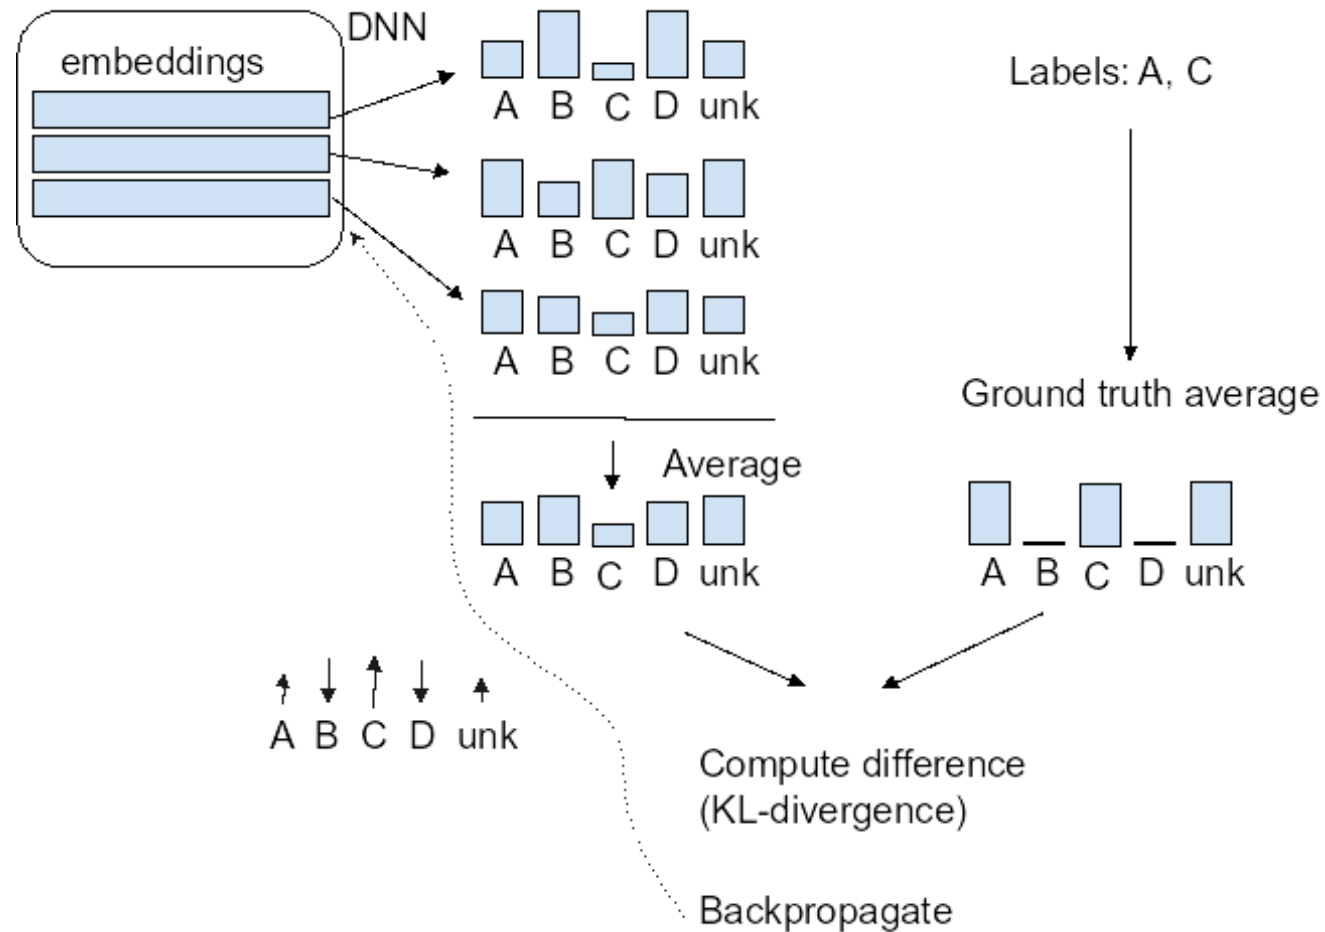 DNN
embeddings
A B C D unk
A B C D unk
A B C D unk
Average
A B C D unk
Labels: A, C
Ground truth average
A B C D unk
A B C D unk
Compute difference
(KL-divergence)
Backpropagate